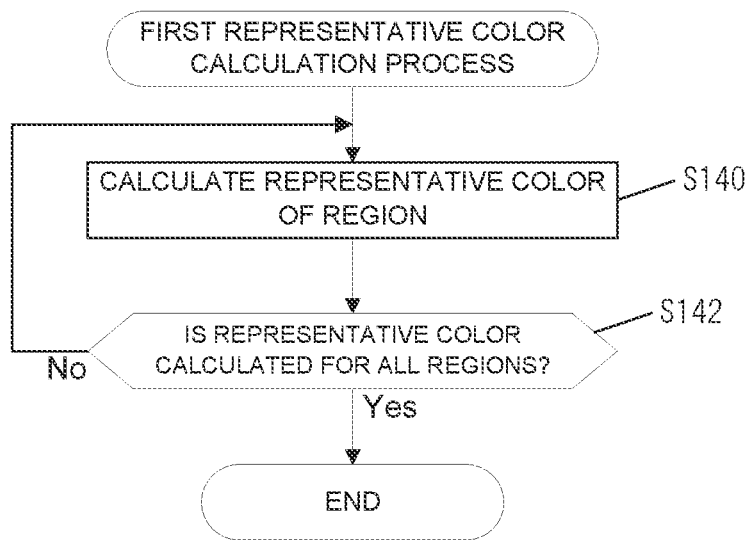 FIRST REPRESENTATIVE COLOR
CALCULATION PROCESS
CALCULATE REPRESENTATIVE COLOR
OF REGION
S140
IS REPRESENTATIVE COLOR
CALCULATED FOR ALL REGIONS?
S142
No
Yes
END